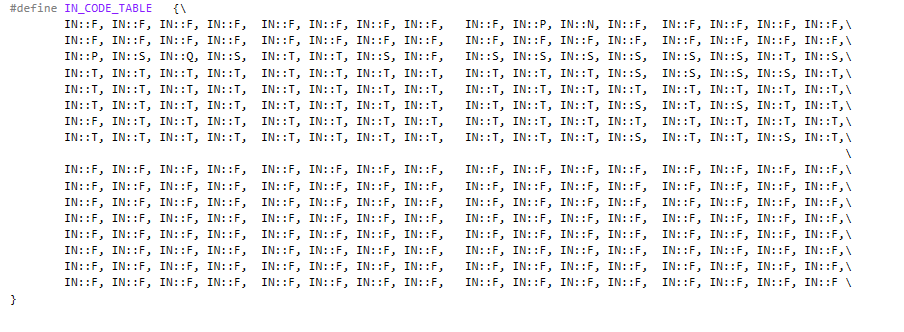 #define IN_CODE_TABLE {\
IN::F, IN::F, IN::F, IN::F, IN::F, IN::F, IN::F, IN::F, IN::F, IN::P, IN::N, IN::F, IN::F, IN::F, IN::F, IN::F,\
IN::F, IN::F, IN::F, IN::F, IN::F, IN::F, IN::F, IN::F, IN::F, IN::F, IN::F, IN::F, IN::F, IN::F, IN::F, IN::F,\
IN::P, IN::S, IN::Q, IN::S, IN::T, IN::T, IN::S, IN::F, IN::S, IN::S, IN::S, IN::S, IN::S, IN::S, IN::T, IN::S,\
IN::T, IN::T, IN::T, IN::T, IN::T, IN::T, IN::T, IN::T, IN::T, IN::T, IN::T, IN::S, IN::S, IN::S, IN::S, IN::T,\
IN::T, IN::T, IN::T, IN::T, IN::T, IN::T, IN::T, IN::T, IN::T, IN::T, IN::T, IN::T, IN::T, IN::T, IN::T, IN::T,\
IN::T, IN::T, IN::T, IN::T, IN::T, IN::T, IN::T, IN::T, IN::T, IN::T, IN::T, IN::S, IN::T, IN::S, IN::T, IN::T,\
IN::F, IN::T, IN::T, IN::T, IN::T, IN::T, IN::T, IN::T, IN::T, IN::T, IN::T, IN::T, IN::T, IN::T, IN::T, IN::T,\
IN::T, IN::T, IN::T, IN::T, IN::T, IN::T, IN::T, IN::T, IN::T, IN::T, IN::T, IN::S, IN::T, IN::T, IN::S, IN::T,\
\
IN::F, IN::F, IN::F, IN::F, IN::F, IN::F, IN::F, IN::F, IN::F, IN::F, IN::F, IN::F, IN::F, IN::F, IN::F, IN::F,\
IN::F, IN::F, IN::F, IN::F, IN::F, IN::F, IN::F, IN::F, IN::F, IN::F, IN::F, IN::F, IN::F, IN::F, IN::F, IN::F,\
IN::F, IN::F, IN::F, IN::F, IN::F, IN::F, IN::F, IN::F, IN::F, IN::F, IN::F, IN::F, IN::F, IN::F, IN::F, IN::F,\
IN::F, IN::F, IN::F, IN::F, IN::F, IN::F, IN::F, IN::F, IN::F, IN::F, IN::F, IN::F, IN::F, IN::F, IN::F, IN::F,\
IN::F, IN::F, IN::F, IN::F, IN::F, IN::F, IN::F, IN::F, IN::F, IN::F, IN::F, IN::F, IN::F, IN::F, IN::F, IN::F,\
IN::F, IN::F, IN::F, IN::F, IN::F, IN::F, IN::F, IN::F, IN::F, IN::F, IN::F, IN::F, IN::F, IN::F, IN::F, IN::F,\
IN::F, IN::F, IN::F, IN::F, IN::F, IN::F, IN::F, IN::F, IN::F, IN::F, IN::F, IN::F, IN::F, IN::F, IN::F, IN::F,\
IN::F, IN::F, IN::F, IN::F, IN::F, IN::F, IN::F, IN::F, IN::F, IN::F, IN::F, IN::F, IN::F, IN::F, IN::F, IN::F \
}